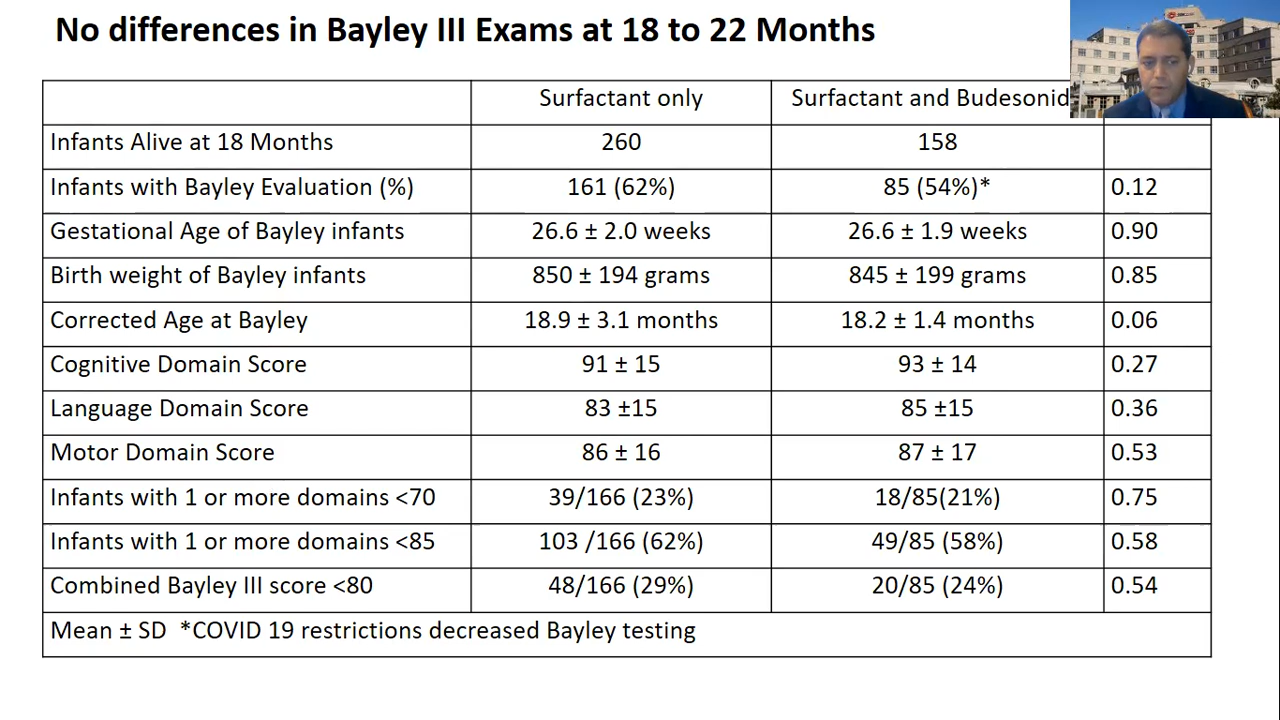 No differences in Bayley III Exams at 18 to 22 Months
Surfactant only Surfactant and Budesonid
Infants Alive at 18 Months 260 158
Infants with Bayley Evaluation (%) 161 (62%) 85 (54%)* 0.12
Gestational Age of Bayley infants 26.6 ± 2.0 weeks 26.6 ± 1.9 weeks 0.90
Birth weight of Bayley infants 850 ± 194 grams 845 ± 199 grams 0.85
Corrected Age at Bayley 18.9 ± 3.1 months 18.2 ± 1.4 months 0.06
Cognitive Domain Score 91 ± 15 93 ± 14 0.27
Language Domain Score 83 ±15 85 ±15 0.36
Motor Domain Score 86 ± 16 87 ± 17 0.53
Infants with 1 or more domains <70 39/166 (23%) 18/85(21%) 0.75
Infants with 1 or more domains <85 103 /166 (62%) 49/85 (58%) 0.58
Combined Bayley III score <80 48/166 (29%) 20/85 (24%) 0.54
Mean ± SD *COVID 19 restrictions decreased Bayley testing